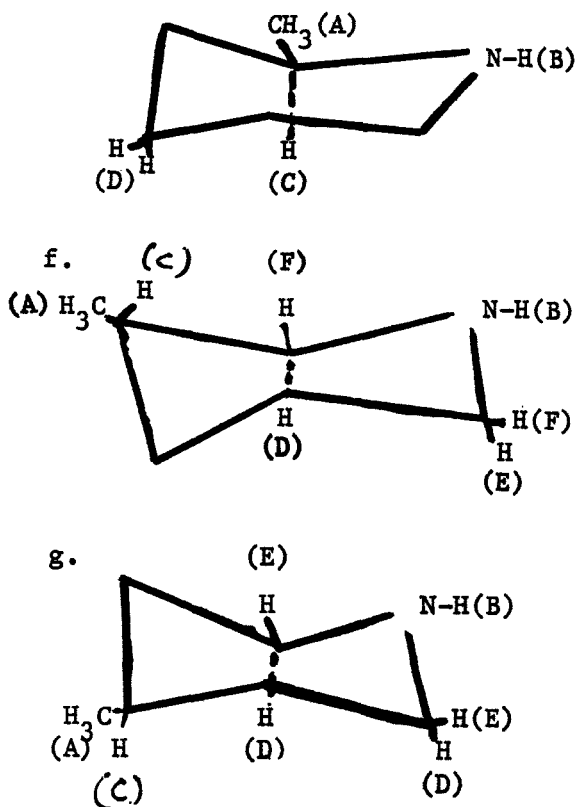 CH3(A)
N-H(B)
H H
(D) (C)
H
f. (C) (F)
H
(A) H3C H N-H(B)
H H(F)
(D) H
(E)
g. (E)
H N-H(B)
H3C H(E)
(A) H H H
(C) (D) (D)